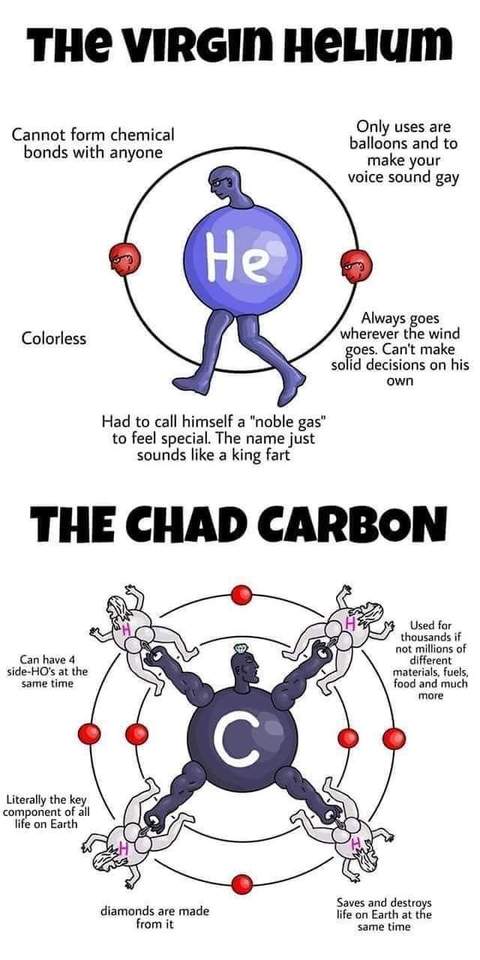 THE VIRGIN HELIUM
Cannot form chemical
bonds with anyone
Only uses are
balloons and to
make your
voice sound gay
He
Colorless
Always goes
wherever the wind
goes. Can't make
solid decisions on his
own
Had to call himself a "noble gas"
to feel special. The name just
sounds like a king fart
THE CHAD CARBON
H
H
Used for
thousands if
not millions of
different
materials, fuels,
food and much
more
Can have 4
side-HO's at the
same time
C
Literally the key
component of all
life on Earth
H
H
diamonds are made
from it
Saves and destroys
life on Earth at the
same time